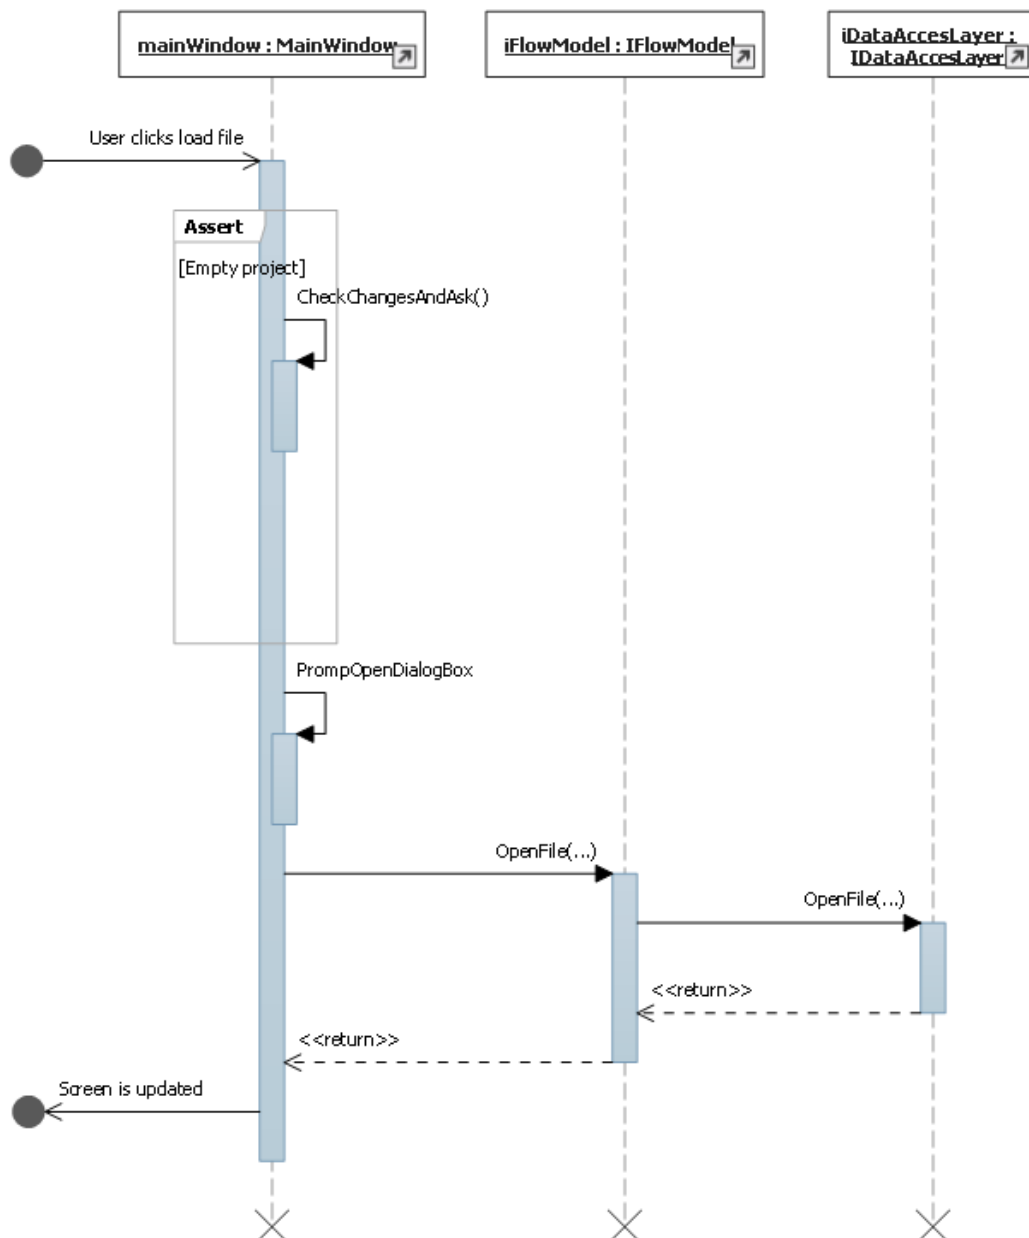 mainWindow : MainWindow
iFlowModel : IFlowModel
iDataAccesLayer :
IDataAccesLayer
User clicks load file
Assert
[Empty project]
CheckChangesAndAsk()
PrompOpenDialogBox
OpenFile(...)
OpenFile(...)
<<return>>
<<return>>
Screen is updated